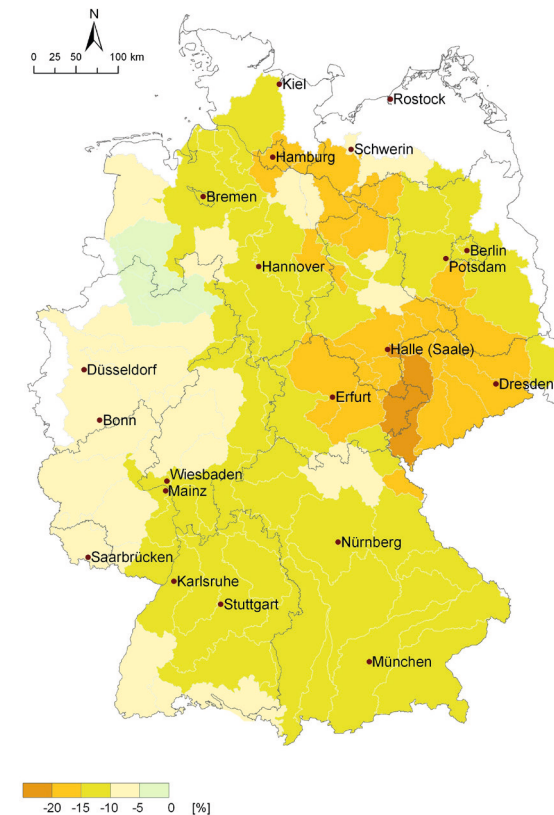 N
0 25 50 100 km
Kiel
Rostock
Schwerin
Hamburg
Bremen
Berlin
Potsdam
Hannover
Halle (Saale)
Düsseldorf
Dresden
Erfurt
Bonn
Wiesbaden
Mainz
Nürnberg
Saarbrücken
Karlsruhe
Stuttgart
München
-20 -15 -10 -5 0 [%]